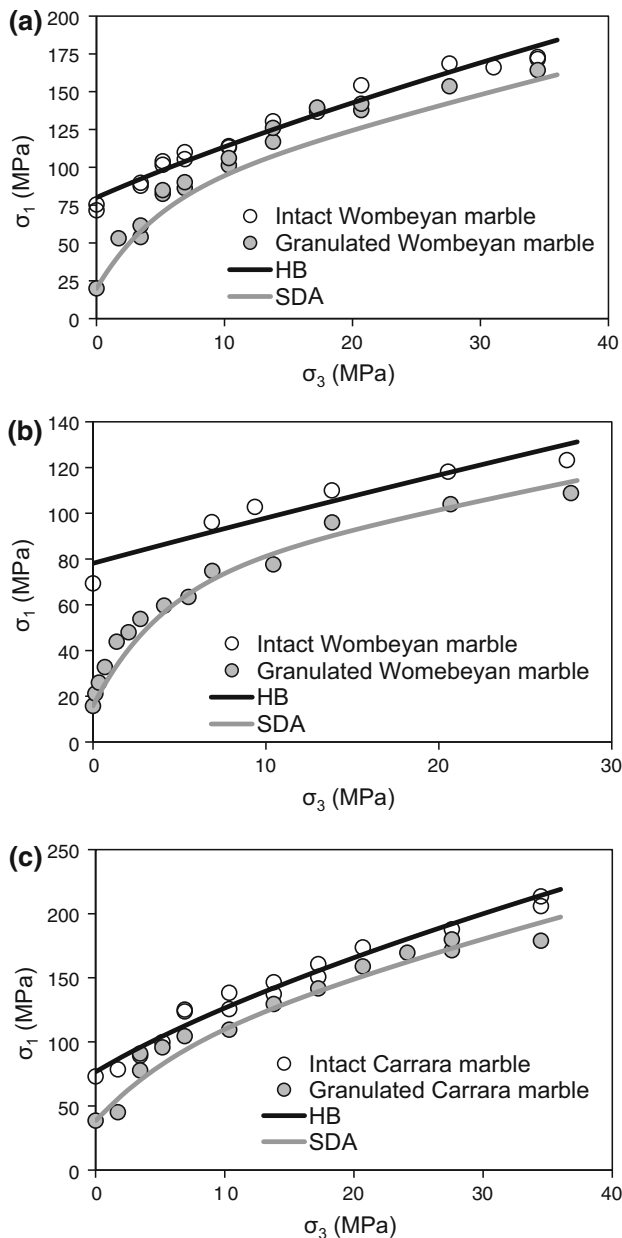 (a)
200
175
150
125
100
75
50
25
0
σ1 (MPa)
Intact Wombeyan marble
Granulated Wombeyan marble
HB
SDA
0 10 20 30 40
σ3 (MPa)
(b)
140
120
100
80
60
40
20
0
σ1 (MPa)
Intact Wombeyan marble
Granulated Womebeyan marble
HB
SDA
0 10 20 30
σ3 (MPa)
(c)
250
200
150
100
50
0
σ1 (MPa)
Intact Carrara marble
Granulated Carrara marble
HB
SDA
0 10 20 30 40
σ3 (MPa)